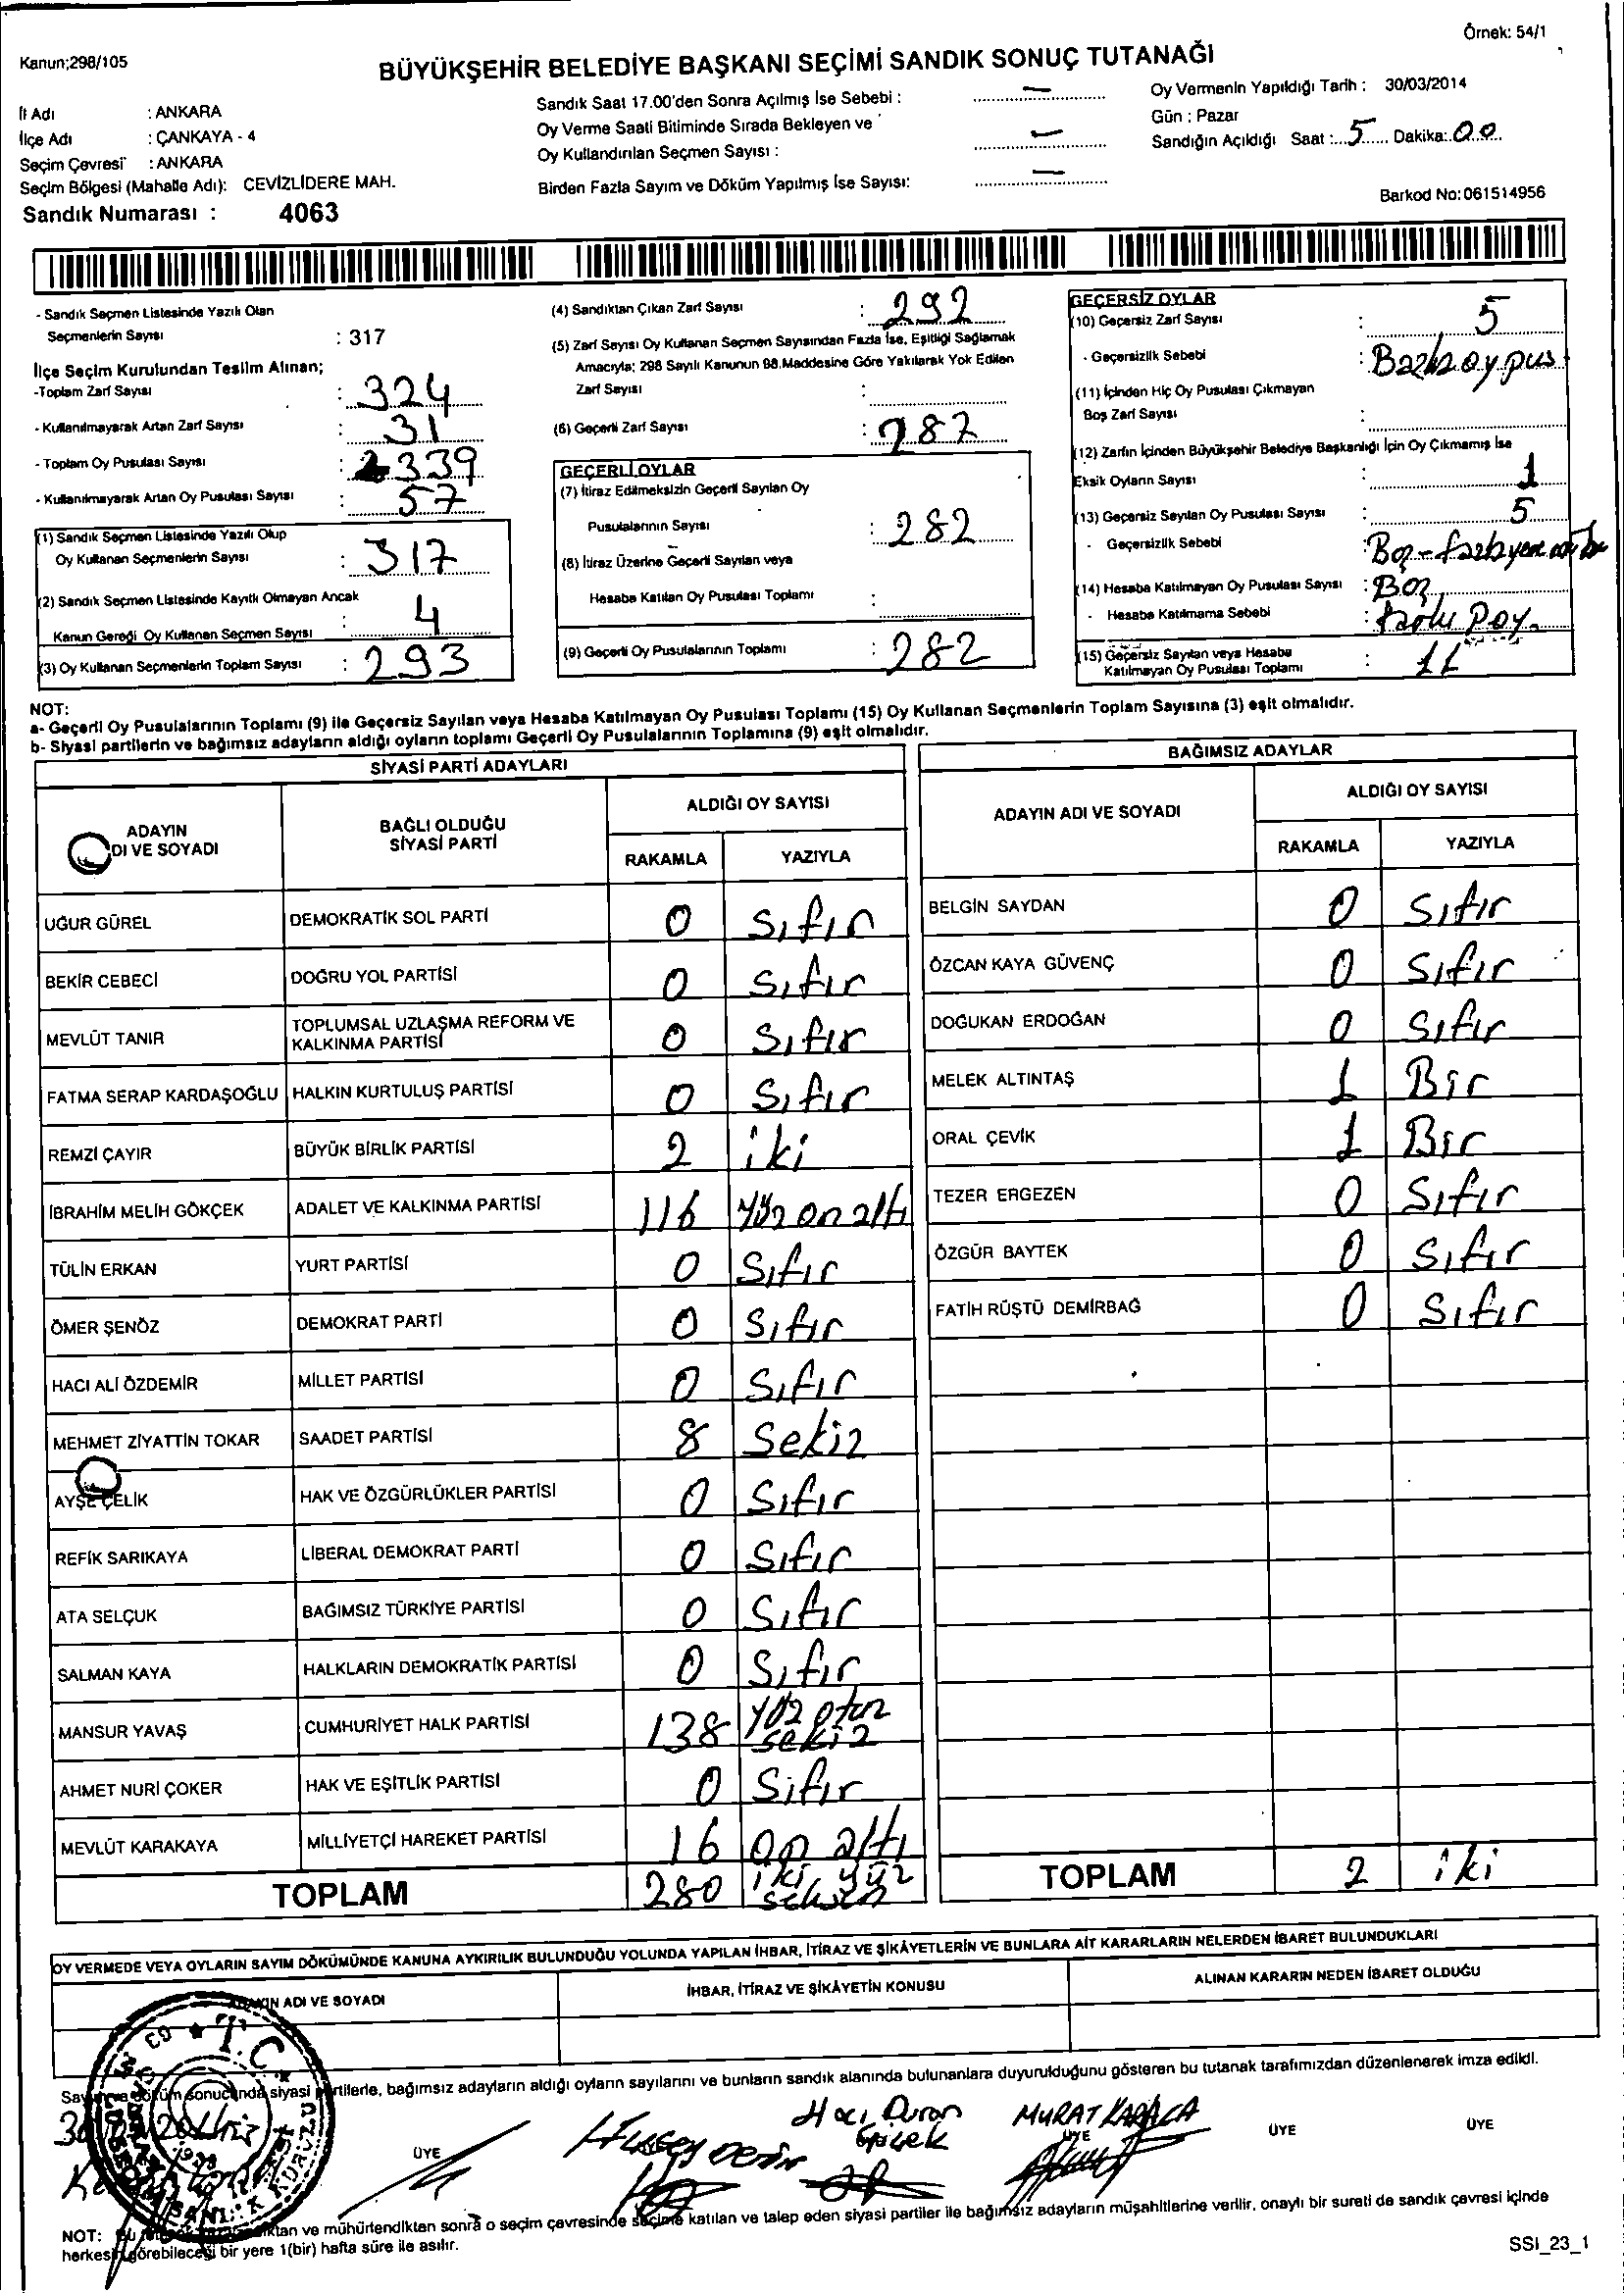 Örnek: 54/1
Kanun;298/105
BÜYÜKŞEHİR BELEDİYE BAŞKANI SEÇİMİ SANDIK SONUÇ TUTANAĞI
İl Adı : ANKARA
İlçe Adı : ÇANKAYA - 4
Seçim Çevresi : ANKARA
Seçim Bölgesi (Mahalle Adı): CEVİZLİDERE MAH.
Sandık Numarası : 4063
Sandık Saat 17.00'den Sonra Açılmış İse Sebebi : —
Oy Verme Saati Bitiminde Sırada Bekleyen ve
Oy Kullandırılan Seçmen Sayısı : —
Birden Fazla Sayım ve Döküm Yapılmış İse Sayısı: —
Oy Vermenin Yapıldığı Tarih : 30/03/2014
Gün : Pazar
Sandığın Açıldığı Saat : 5 Dakika: 00
Barkod No: 061514956
- Sandık Seçmen Listesinde Yazılı Olan
Seçmenlerin Sayısı : 317
İlçe Seçim Kurulundan Teslim Alınan;
-Toplam Zarf Sayısı : 324
- Kullanılmayarak Artan Zarf Sayısı : 31
- Toplam Oy Pusulası Sayısı : 339
- Kullanılmayarak Artan Oy Pusulası Sayısı : 57
(1) Sandık Seçmen Listesinde Yazılı Olup
Oy Kullanan Seçmenlerin Sayısı : 317
(2) Sandık Seçmen Listesinde Kayıtlı Olmayan Ancak
Kanun Gereği Oy Kullanan Seçmen Sayısı : 4
(3) Oy Kullanan Seçmenlerin Toplam Sayısı : 293
(4) Sandıktan Çıkan Zarf Sayısı : 292
(5) Zarf Sayısı Oy Kullanan Seçmen Sayısından Fazla İse, Eşitliği Sağlamak
Amacıyla; 298 Sayılı Kanunun 98.Maddesine Göre Yakılarak Yok Edilen
Zarf Sayısı :
(6) Geçerli Zarf Sayısı : 287
GEÇERLİ OYLAR
(7) İtiraz Edilmeksizin Geçerli Sayılan Oy
Pusulalarının Sayısı : 282
(8) İtiraz Üzerine Geçerli Sayılan veya
Hesaba Katılan Oy Pusulası Toplamı :
(9) Geçerli Oy Pusulalarının Toplamı : 282
GEÇERSİZ OYLAR
(10) Geçersiz Zarf Sayısı : 5
- Geçersizlik Sebebi :
(11) İçinden Hiç Oy Pusulası Çıkmayan
Boş Zarf Sayısı :
(12) Zarfın İçinden Büyükşehir Belediye Başkanlığı İçin Oy Çıkmamış İse
Eksik Oyların Sayısı : 1
(13) Geçersiz Sayılan Oy Pusulası Sayısı : 5
- Geçersizlik Sebebi : Boş-
(14) Hesaba Katılmayan Oy Pusulası Sayısı : Boş
- Hesaba Katılmama Sebebi :
(15) Geçersiz Sayılan veya Hesaba
Katılmayan Oy Pusulası Toplamı : 11
NOT:
a- Geçerli Oy Pusulalarının Toplamı (9) ile Geçersiz Sayılan veya Hesaba Katılmayan Oy Pusulası Toplamı (15) Oy Kullanan Seçmenlerin Toplam Sayısına (3) eşit olmalıdır.
b- Siyasi partilerin ve bağımsız adayların aldığı oyların toplamı Geçerli Oy Pusulalarının Toplamına (9) eşit olmalıdır.
SİYASİ PARTİ ADAYLARI
ADAYIN DI VE SOYADI BAĞLI OLDUĞU SİYASİ PARTİ ALDIĞI OY SAYISI
RAKAMLA YAZIYLA
UĞUR GÜREL DEMOKRATİK SOL PARTİ 0 Sıfır
BEKİR CEBECİ DOĞRU YOL PARTİSİ 0 Sıfır
MEVLÜT TANIR TOPLUMSAL UZLAŞMA REFORM VE KALKINMA PARTİSİ 0 Sıfır
FATMA SERAP KARDAŞOĞLU HALKIN KURTULUŞ PARTİSİ 0 Sıfır
REMZİ ÇAYIR BÜYÜK BİRLİK PARTİSİ 2 iki
İBRAHİM MELİH GÖKÇEK ADALET VE KALKINMA PARTİSİ 116 Yüz on altı
TÜLİN ERKAN YURT PARTİSİ 0 Sıfır
ÖMER ŞENÖZ DEMOKRAT PARTİ 0 Sıfır
HACI ALİ ÖZDEMİR MİLLET PARTİSİ 0 Sıfır
MEHMET ZİYATTİN TOKAR SAADET PARTİSİ 8 Sekiz
AYŞE ÇELİK HAK VE ÖZGÜRLÜKLER PARTİSİ 0 Sıfır
REFİK SARIKAYA LİBERAL DEMOKRAT PARTİ 0 Sıfır
ATA SELÇUK BAĞIMSIZ TÜRKİYE PARTİSİ 0 Sıfır
SALMAN KAYA HALKLARIN DEMOKRATİK PARTİSİ 0 Sıfır
MANSUR YAVAŞ CUMHURİYET HALK PARTİSİ 138 Yüz otuz sekiz
AHMET NURİ ÇOKER HAK VE EŞİTLİK PARTİSİ 0 Sıfır
MEVLÜT KARAKAYA MİLLİYETÇİ HAREKET PARTİSİ 16 on altı
TOPLAM 280 iki yüz seksen
BAĞIMSIZ ADAYLAR
ADAYIN ADI VE SOYADI ALDIĞI OY SAYISI
RAKAMLA YAZIYLA
BELGİN SAYDAN 0 Sıfır
ÖZCAN KAYA GÜVENÇ 0 Sıfır
DOĞUKAN ERDOĞAN 0 Sıfır
MELEK ALTINTAŞ 1 Bir
ORAL ÇEVİK 1 Bir
TEZER ERGEZEN 0 Sıfır
ÖZGÜR BAYTEK 0 Sıfır
FATİH RÜŞTÜ DEMİRBAĞ 0 Sıfır
TOPLAM 2 iki
OY VERMEDE VEYA OYLARIN SAYIM DÖKÜMÜNDE KANUNA AYKIRILIK BULUNDUĞU YOLUNDA YAPILAN İHBAR, İTİRAZ VE ŞİKÂYETLERİN VE BUNLARA AİT KARARLARIN NELERDEN İBARET BULUNDUKLARI
ADI VE SOYADI İHBAR, İTİRAZ VE ŞİKÂYETİN KONUSU ALINAN KARARIN NEDEN İBARET OLDUĞU
T.C.
döküm sonucunda siyasi partilerle, bağımsız adayların aldığı oyların sayılarını ve bunların sandık alanında bulunanlara duyurulduğunu gösteren bu tutanak tarafımızdan düzenlenerek imza edildi.
Hacı Duran MURAT KARACA
ÜYE ÜYE ÜYE ÜYE
NOT: ve mühürlendikten sonra o seçim çevresinde seçime katılan ve talep eden siyasi partiler ile bağımsız adayların müşahitlerine verilir, onaylı bir sureti de sandık çevresi içinde
herkesin görebileceği bir yere 1(bir) hafta süre ile asılır.
SSI_23_1